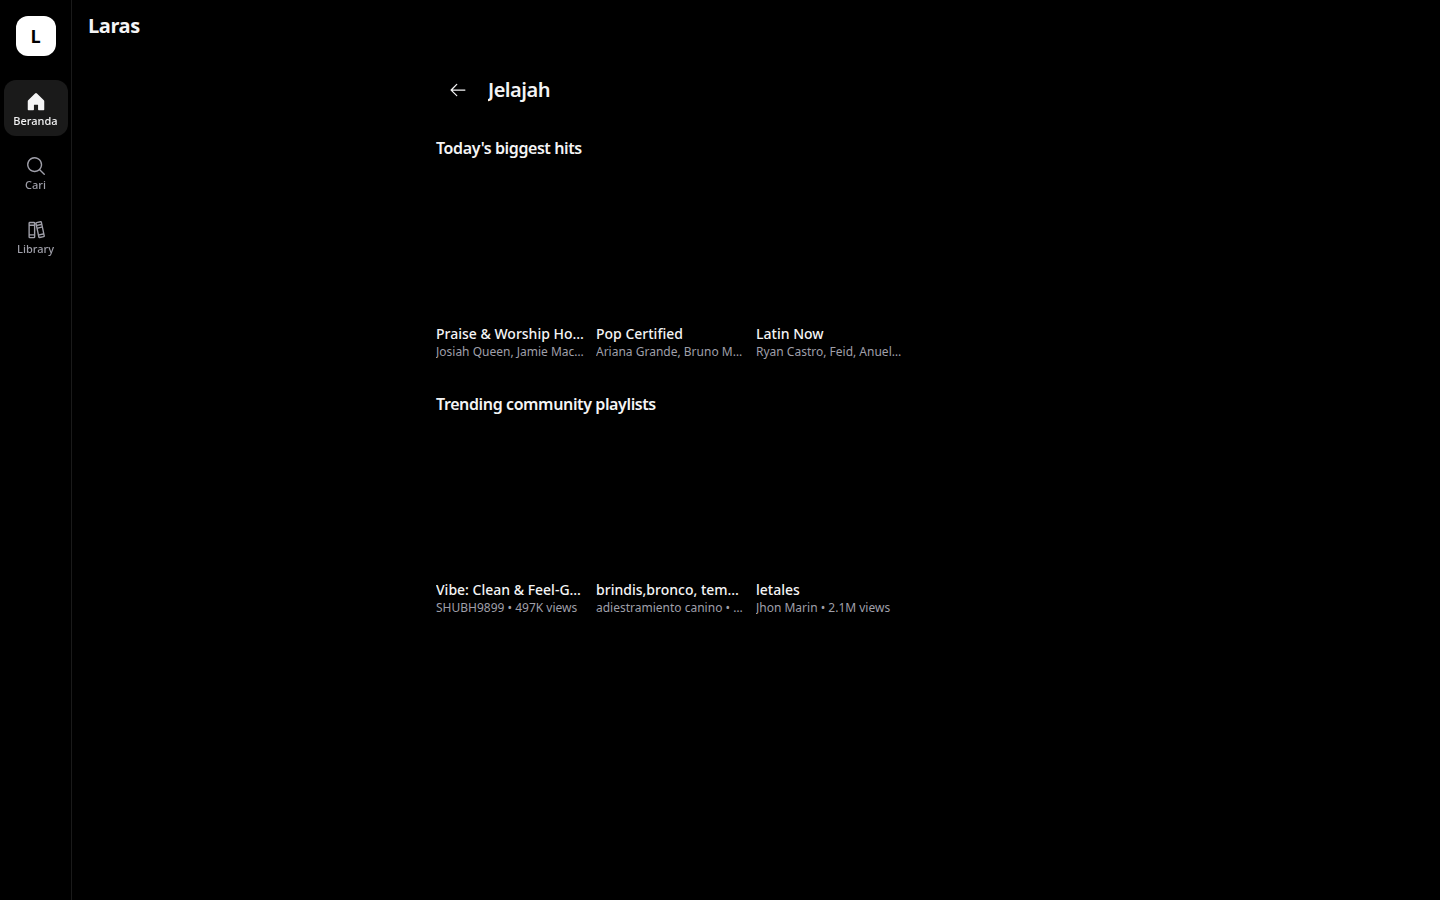 L
Laras
Beranda
Cari
Library
Jelajah
Today's biggest hits
Praise & Worship Ho...
Josiah Queen, Jamie Mac...
Pop Certified
Ariana Grande, Bruno M...
Latin Now
Ryan Castro, Feid, Anuel...
Trending community playlists
Vibe: Clean & Feel-G...
SHUBH9899 • 497K views
brindis,bronco, tem...
adiestramiento canino • ...
letales
Jhon Marin • 2.1M views